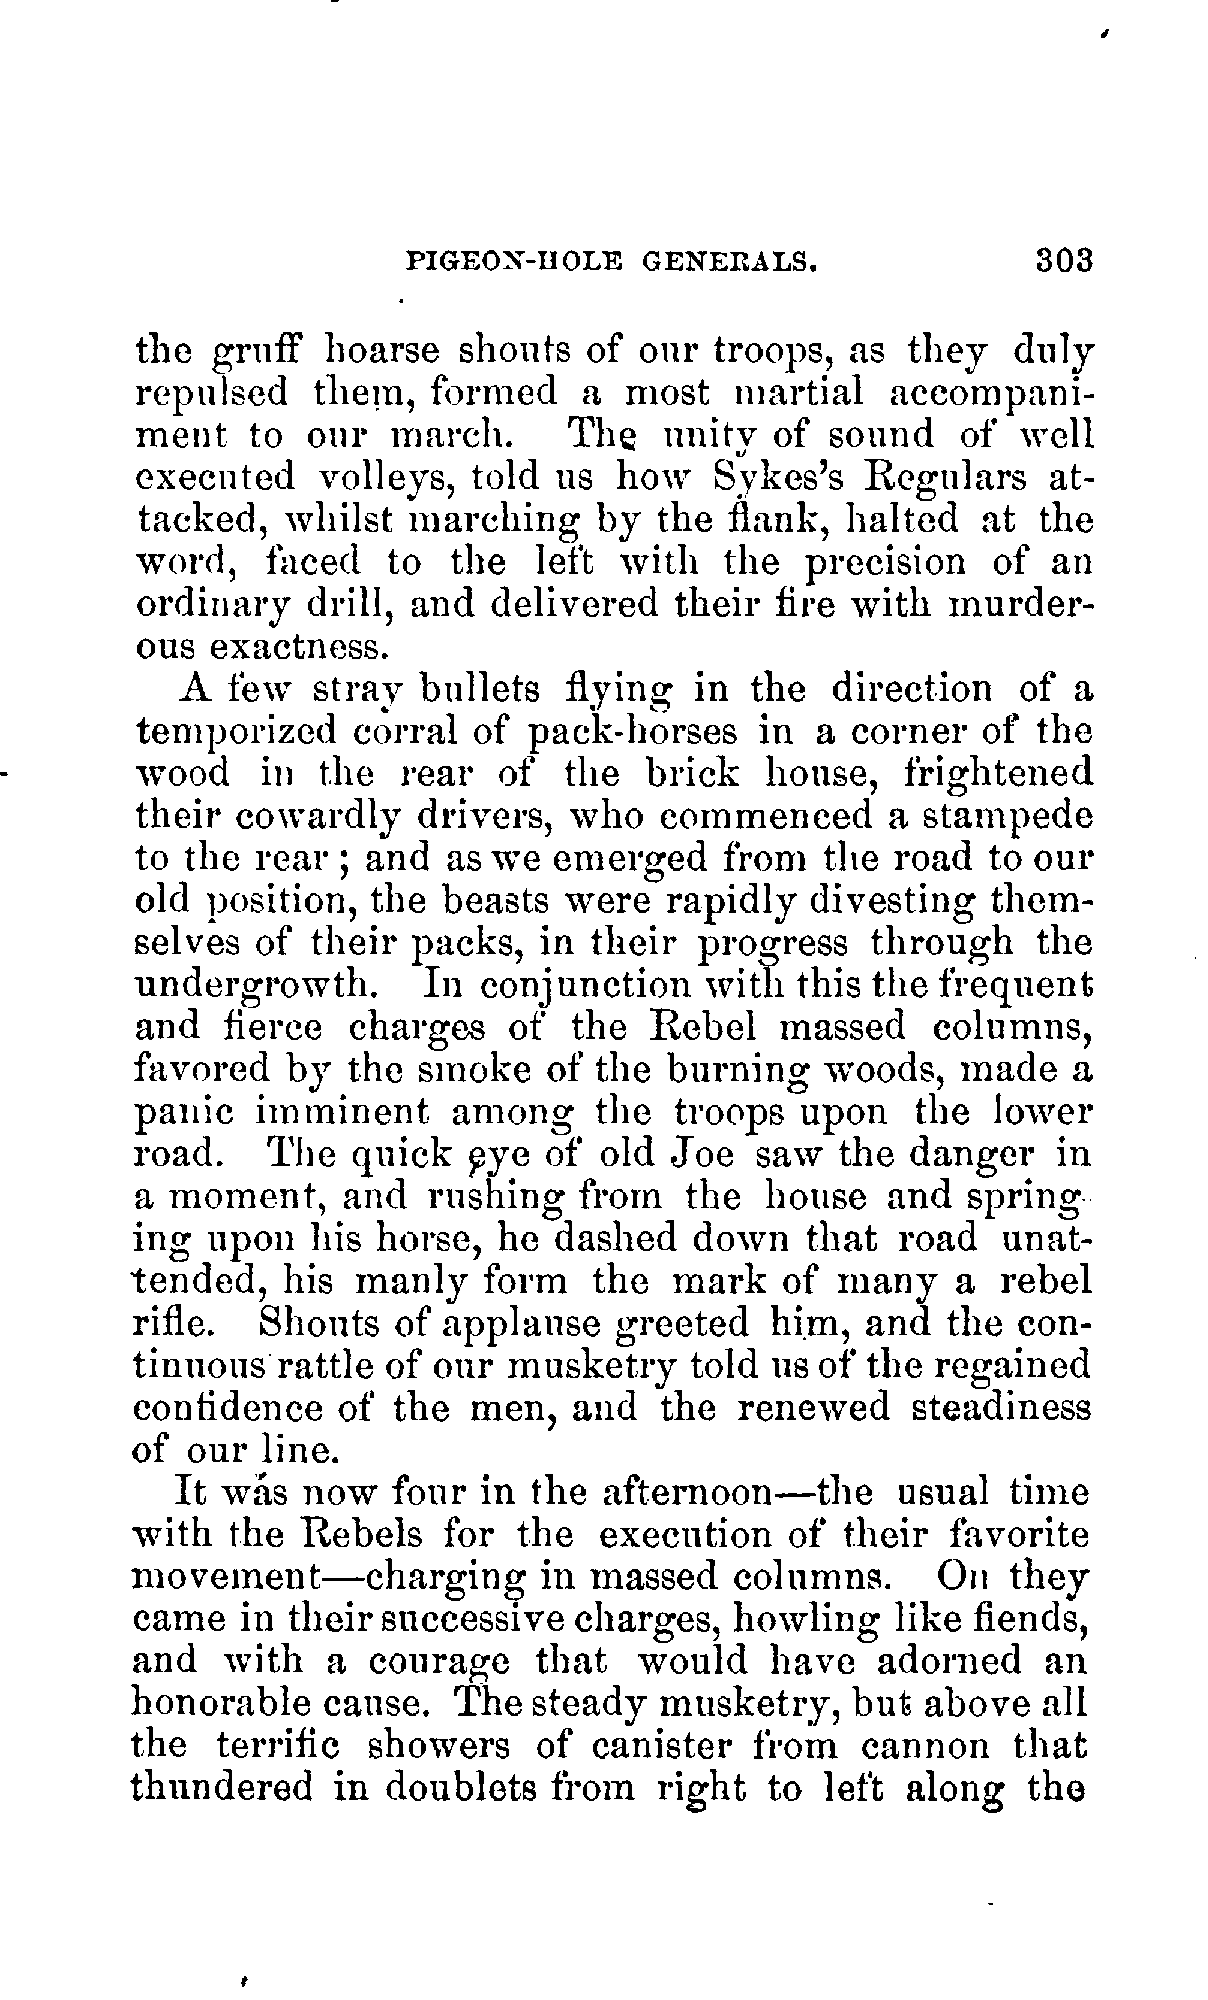 PIGEON-HOLE GENERALS. 303
the gruff hoarse shouts of our troops, as they duly
repulsed them, formed a most martial accompani-
ment to our march. The unity of sound of well
executed volleys, told us how Sykes's Regulars at-
tacked, whilst marching by the flank, halted at the
word, faced to the left with the precision of an
ordinary drill, and delivered their fire with murder-
ous exactness.
A few stray bullets flying in the direction of a
temporized corral of pack-horses in a corner of the
wood in the rear of the brick house, frightened
their cowardly drivers, who commenced a stampede
to the rear; and as we emerged from the road to our
old position, the beasts were rapidly divesting them-
selves of their packs, in their progress through the
undergrowth. In conjunction with this the frequent
and fierce charges of the Rebel massed columns,
favored by the smoke of the burning woods, made a
panic imminent among the troops upon the lower
road. The quick eye of old Joe saw the danger in
a moment, and rushing from the house and spring-
ing upon his horse, he dashed down that road unat-
tended, his manly form the mark of many a rebel
rifle. Shouts of applause greeted him, and the con-
tinuous rattle of our musketry told us of the regained
confidence of the men, and the renewed steadiness
of our line.
It was now four in the afternoon—the usual time
with the Rebels for the execution of their favorite
movement—charging in massed columns. On they
came in their successive charges, howling like fiends,
and with a courage that would have adorned an
honorable cause. The steady musketry, but above all
the terrific showers of canister from cannon that
thundered in doublets from right to left along the